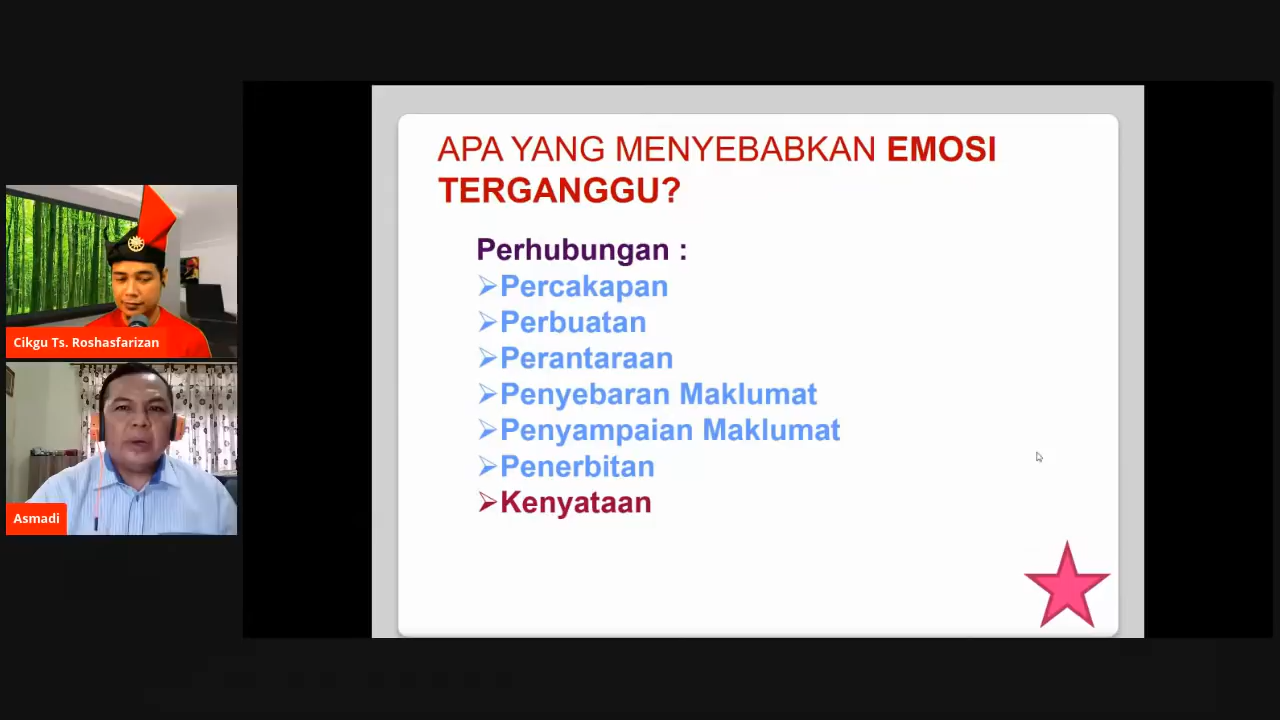 APA YANG MENYEBABKAN EMOSI
TERGANGGU?
Perhubungan :
Percakapan
Perbuatan
Perantaraan
Penyebaran Maklumat
Penyampaian Maklumat
Penerbitan
Kenyataan
Cikgu Ts. Roshasfarizan
Asmadi